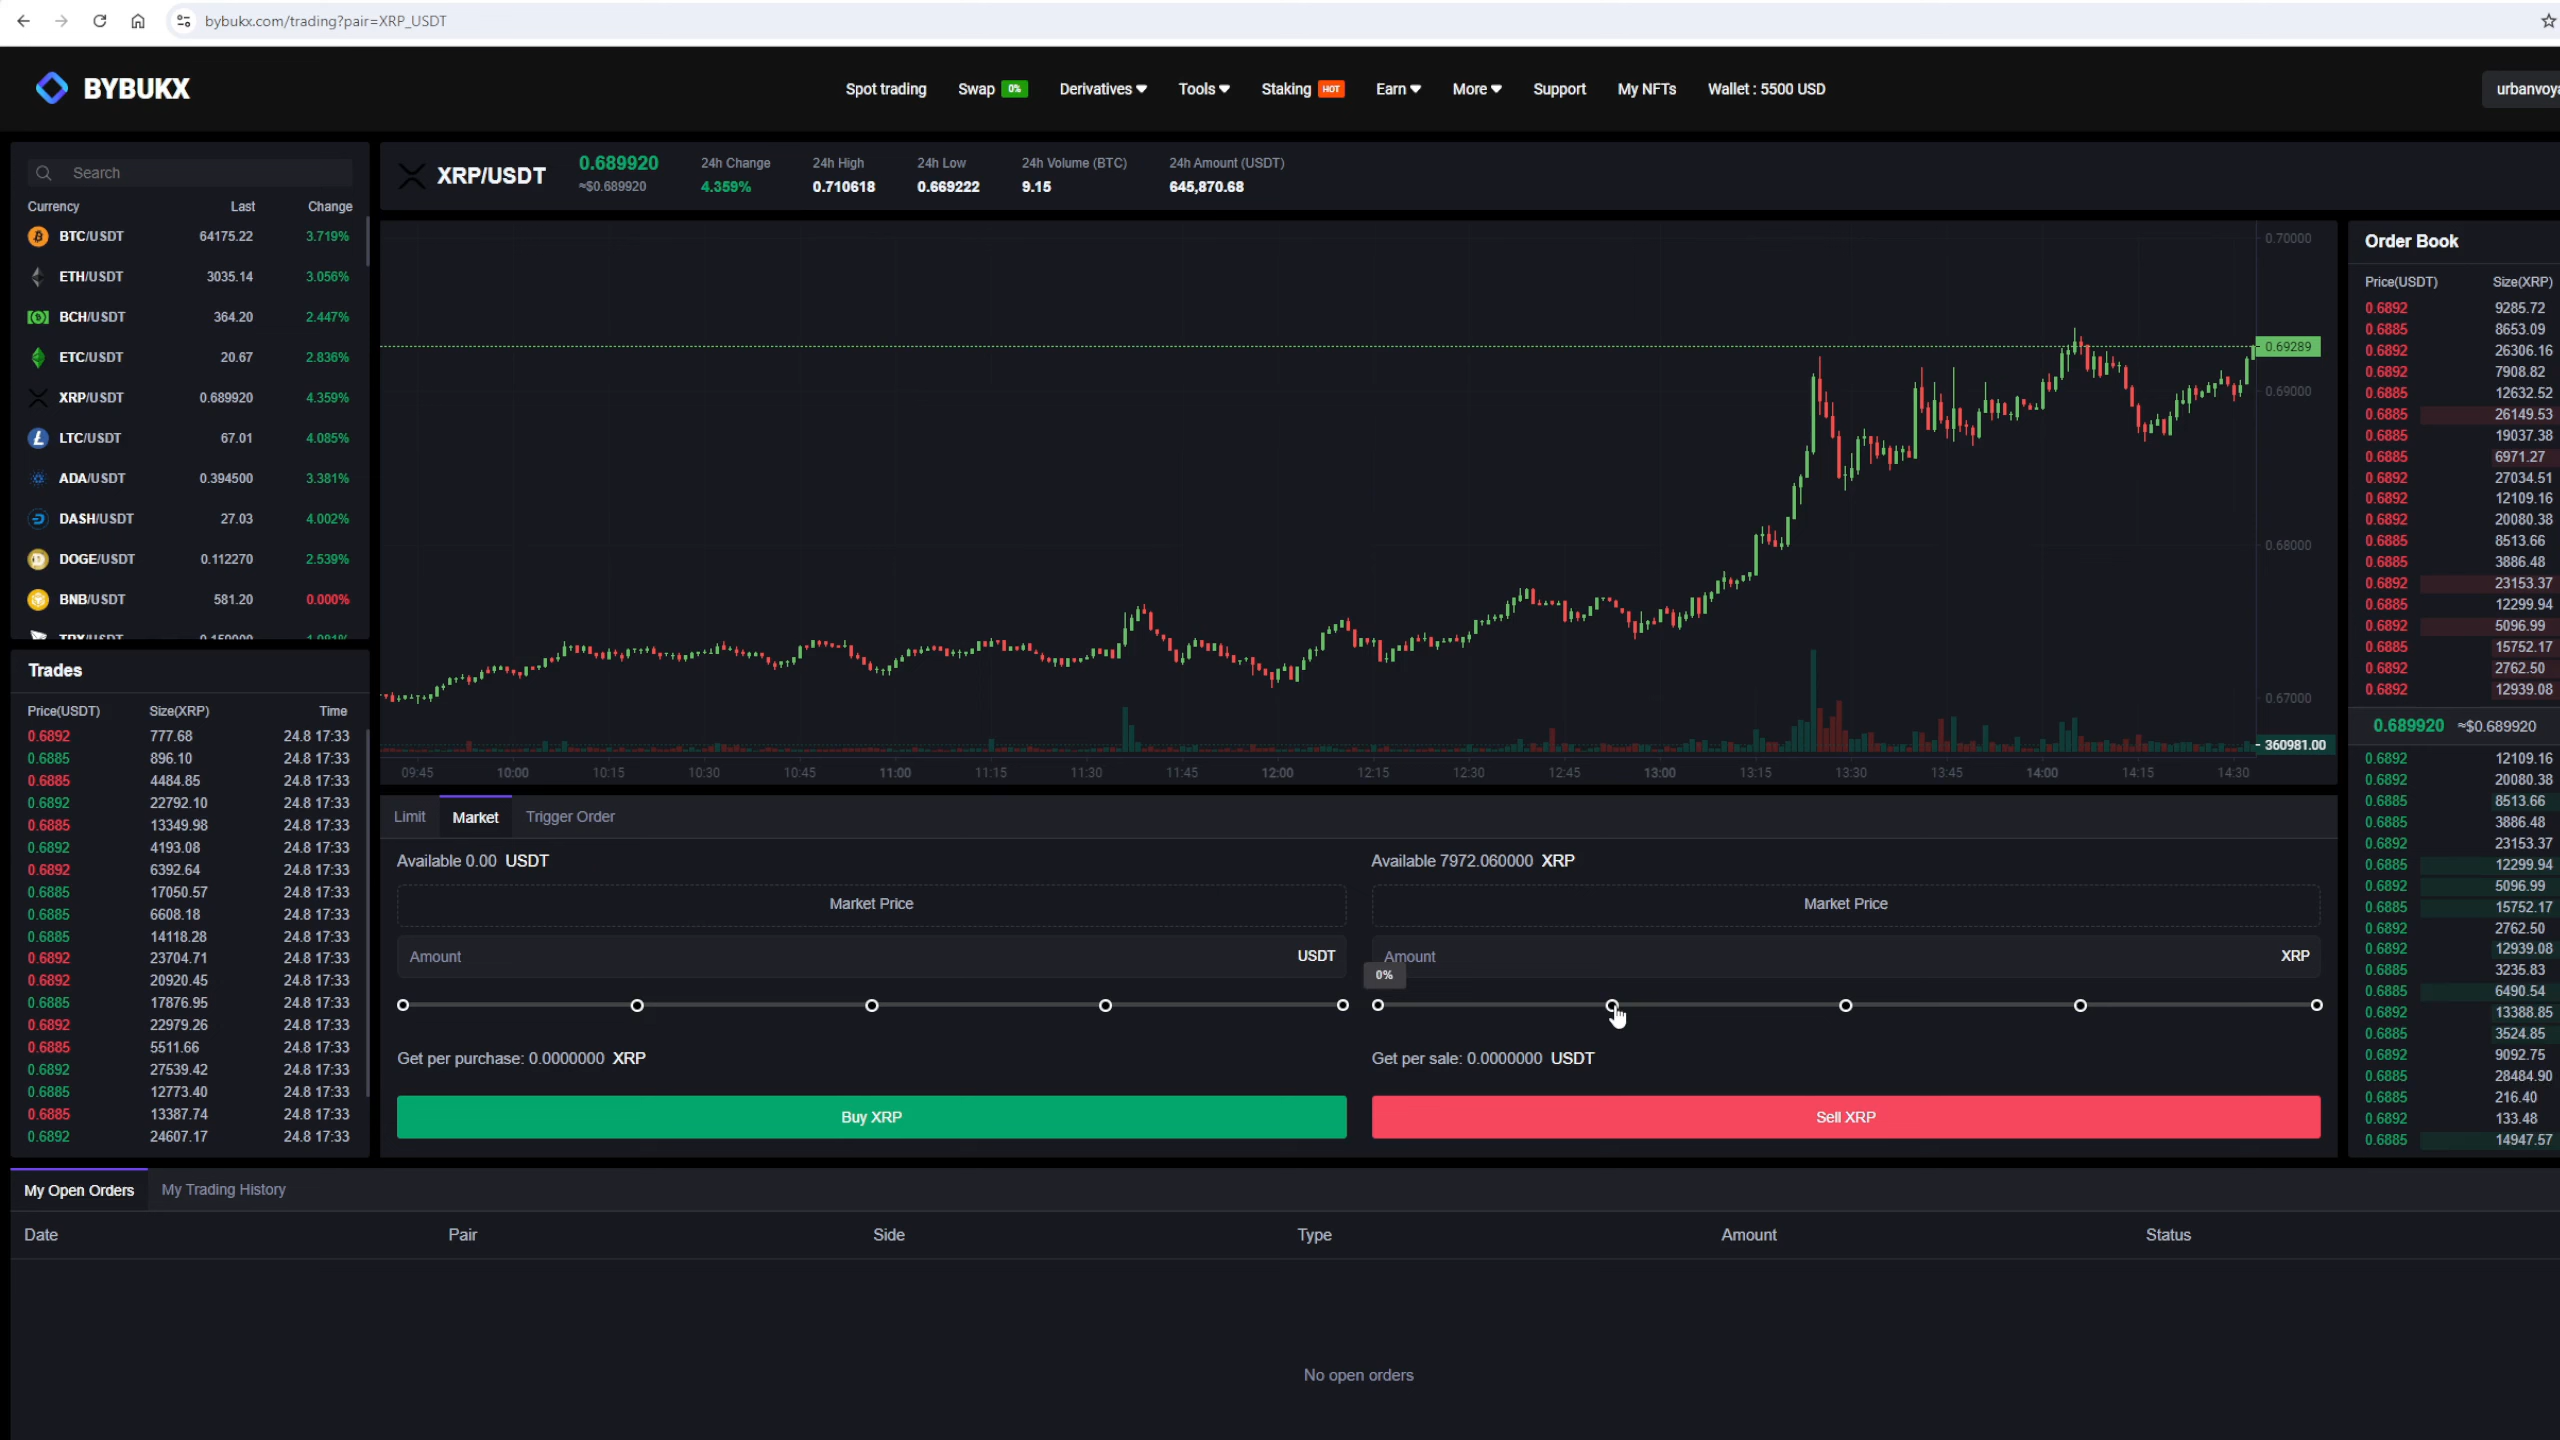 bybukx.com/trading?pair=XRP_USDT
BYBUKX
Spot trading Swap 0% Derivatives Tools Staking HOT Earn More Support My NFTs Wallet : 5500 USD
Search
Currency Last Change
BTC/USDT 64175.22 3.719%
ETH/USDT 3035.14 3.056%
BCH/USDT 364.20 2.447%
ETC/USDT 20.67 2.836%
XRP/USDT 0.689920 4.359%
LTC/USDT 67.01 4.085%
ADA/USDT 0.394500 3.381%
DASH/USDT 27.03 4.002%
DOGE/USDT 0.112270 2.539%
BNB/USDT 581.20 0.000%
Trades
Price(USDT) Size(XRP) Time
0.6892 777.68 24.8 17:33
0.6885 896.10 24.8 17:33
0.6885 4484.85 24.8 17:33
0.6892 22792.10 24.8 17:33
0.6885 13349.98 24.8 17:33
0.6892 4193.08 24.8 17:33
0.6892 6392.64 24.8 17:33
0.6885 17050.57 24.8 17:33
0.6885 6608.18 24.8 17:33
0.6885 14118.28 24.8 17:33
0.6892 23704.71 24.8 17:33
0.6892 20920.45 24.8 17:33
0.6885 17876.95 24.8 17:33
0.6892 22979.26 24.8 17:33
0.6885 5511.66 24.8 17:33
0.6892 27539.42 24.8 17:33
0.6885 12773.40 24.8 17:33
0.6885 13387.74 24.8 17:33
0.6892 24607.17 24.8 17:33
XRP/USDT
0.689920
≈$0.689920
24h Change
4.359%
24h High
0.710618
24h Low
0.669222
24h Volume (BTC)
9.15
24h Amount (USDT)
645,870.68
0.70000
0.69289
0.69000
0.68000
0.67000
360981.00
09:45 10:00 10:15 10:30 10:45 11:00 11:15 11:30 11:45 12:00 12:15 12:30 12:45 13:00 13:15 13:30 13:45 14:00 14:15 14:30
Limit Market Trigger Order
Available 0.00 USDT
Market Price
Amount USDT
Get per purchase: 0.0000000 XRP
Buy XRP
Available 7972.060000 XRP
Market Price
Amount XRP
0%
Get per sale: 0.0000000 USDT
Sell XRP
Order Book
Price(USDT) Size(XRP)
0.6892 9285.72
0.6885 8653.09
0.6892 26306.16
0.6892 7908.82
0.6885 12632.52
0.6885 26149.53
0.6885 19037.38
0.6885 6971.27
0.6892 27034.51
0.6892 12109.16
0.6892 20080.38
0.6885 8513.66
0.6885 3886.48
0.6892 23153.37
0.6885 12299.94
0.6892 5096.99
0.6885 15752.17
0.6892 2762.50
0.6892 12939.08
0.689920 ≈$0.689920
0.6892 12109.16
0.6892 20080.38
0.6885 8513.66
0.6885 3886.48
0.6892 23153.37
0.6885 12299.94
0.6892 5096.99
0.6885 15752.17
0.6892 2762.50
0.6892 12939.08
0.6885 3235.83
0.6885 6490.54
0.6892 13388.85
0.6885 3524.85
0.6892 9092.75
0.6885 28484.90
0.6885 216.40
0.6892 133.48
0.6885 14947.57
My Open Orders My Trading History
Date Pair Side Type Amount Status
No open orders